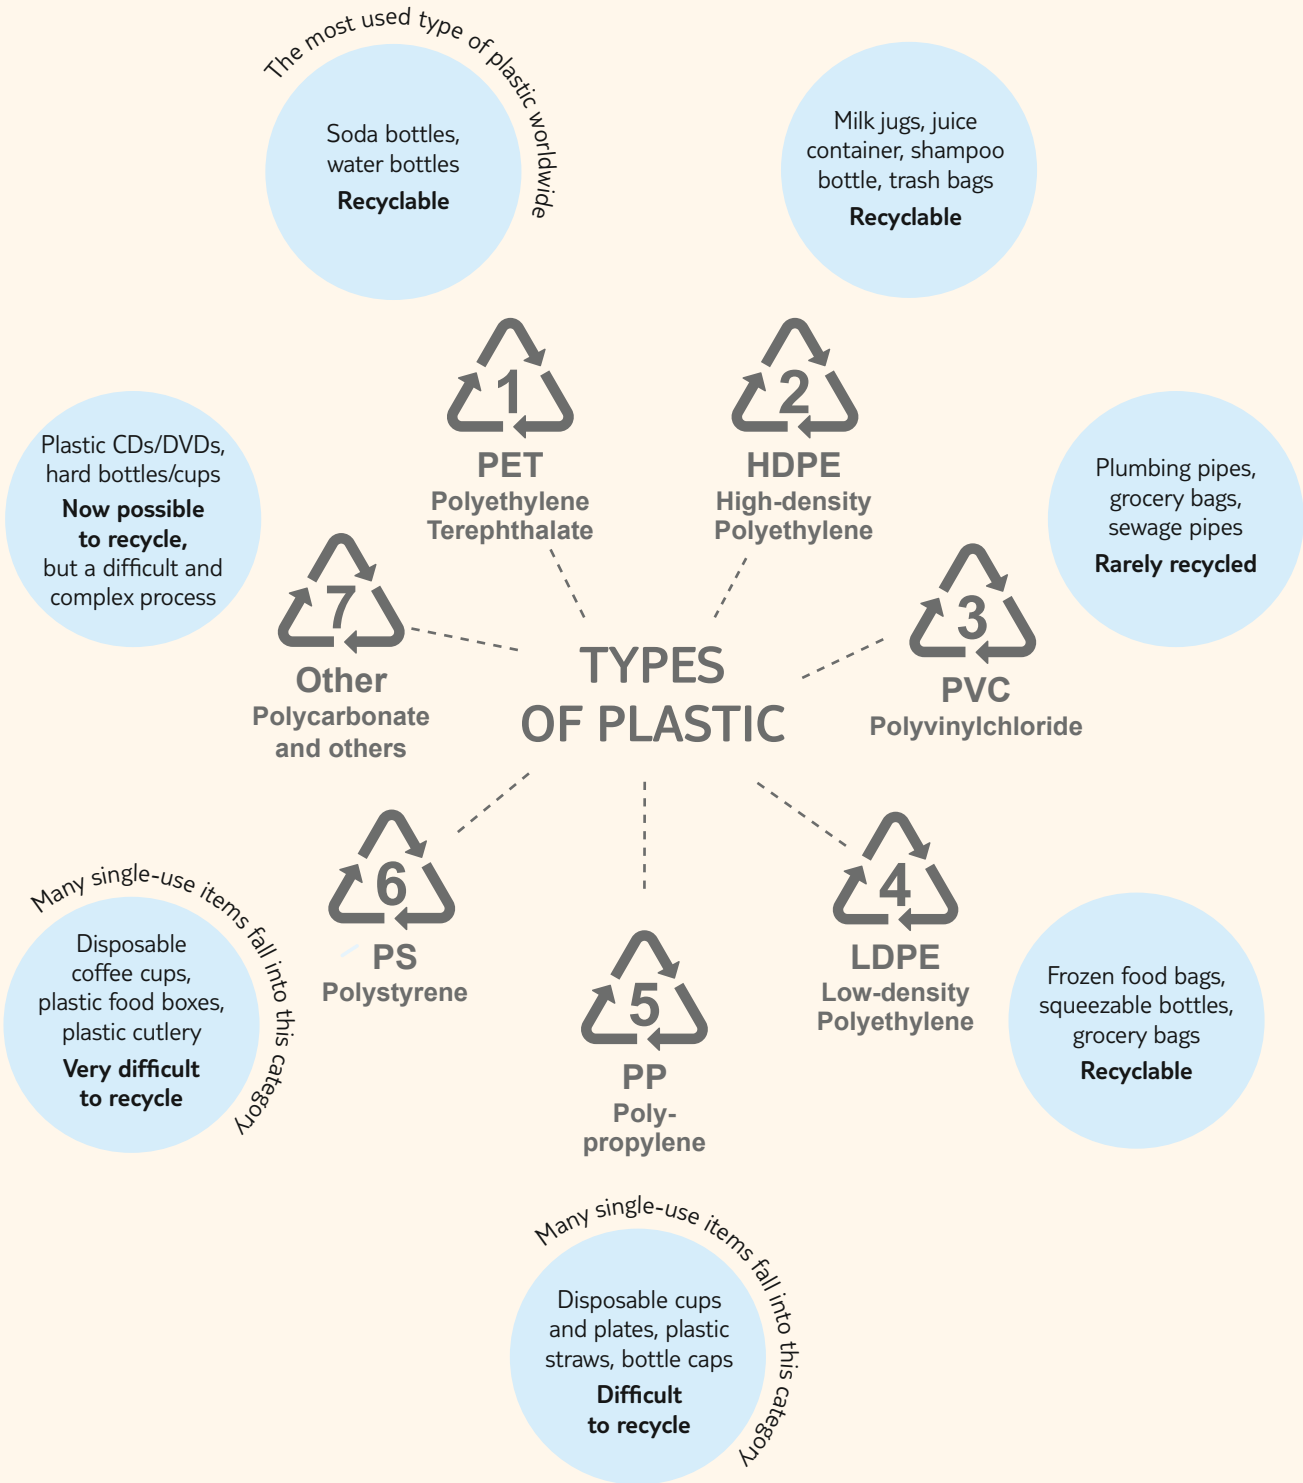 The most used type of plastic worldwide
Soda bottles,
water bottles
Recyclable
Milk jugs, juice
container, shampoo
bottle, trash bags
Recyclable
1
PET
Polyethylene
Terephthalate
2
HDPE
High-density
Polyethylene
Plastic CDs/DVDs,
hard bottles/cups
Now possible
to recycle,
but a difficult and
complex process
7
Other
Polycarbonate
and others
TYPES
OF PLASTIC
3
PVC
Polyvinylchloride
Plumbing pipes,
grocery bags,
sewage pipes
Rarely recycled
Many single-use items fall into this category
Disposable
coffee cups,
plastic food boxes,
plastic cutlery
Very difficult
to recycle
6
PS
Polystyrene
5
PP
Poly-
propylene
4
LDPE
Low-density
Polyethylene
Frozen food bags,
squeezable bottles,
grocery bags
Recyclable
Many single-use items fall into this category
Disposable cups
and plates, plastic
straws, bottle caps
Difficult
to recycle